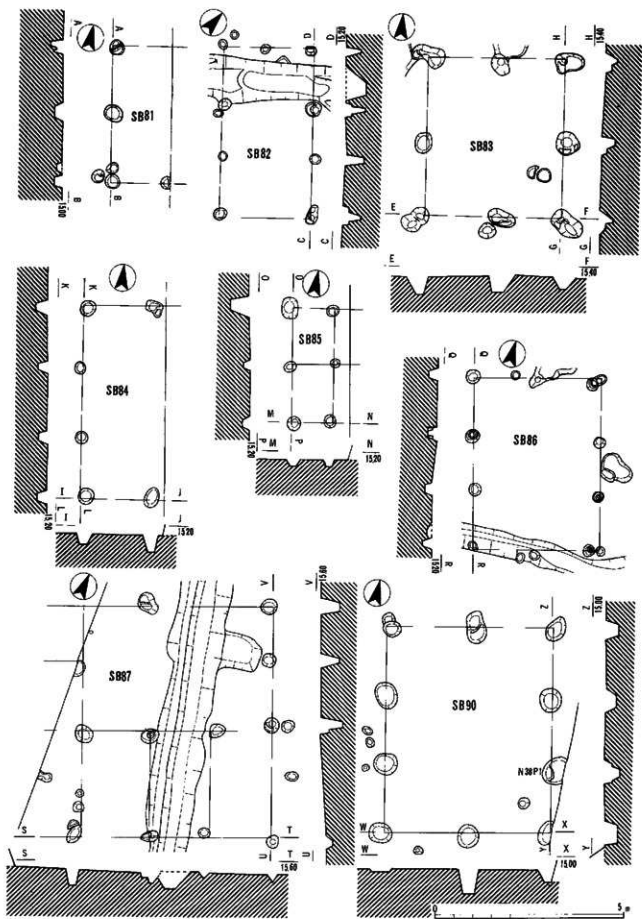 A A
SB81
B B
15.00
D D
15.20
SB82
C C
H H
15.40
SB83
E F
G G
E F
15.40
K K
SB84
I J
L
I J
15.20
15.20
O O
SB85
M N
P P
M N
15.20
15.20
Q Q
SB86
R R
15.20
V V
15.60
SB87
S T
S T
U U
15.60
Z Z
15.00
SB90
N38P1
W X
W X
Y Y
15.00
0 5 m